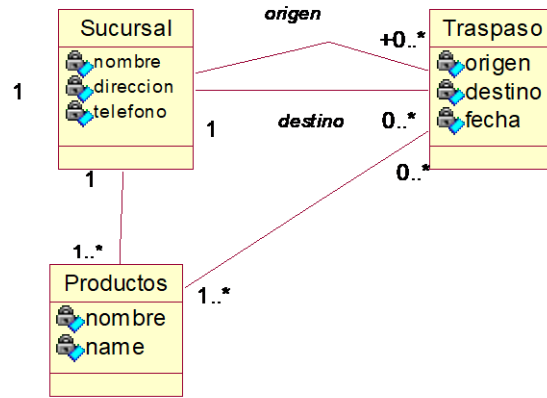 origen
Sucursal
nombre
direccion
telefono
+0..*
Traspaso
origen
destino
fecha
1
1
destino
0..*
1
0..*
1..*
1..*
Productos
nombre
name